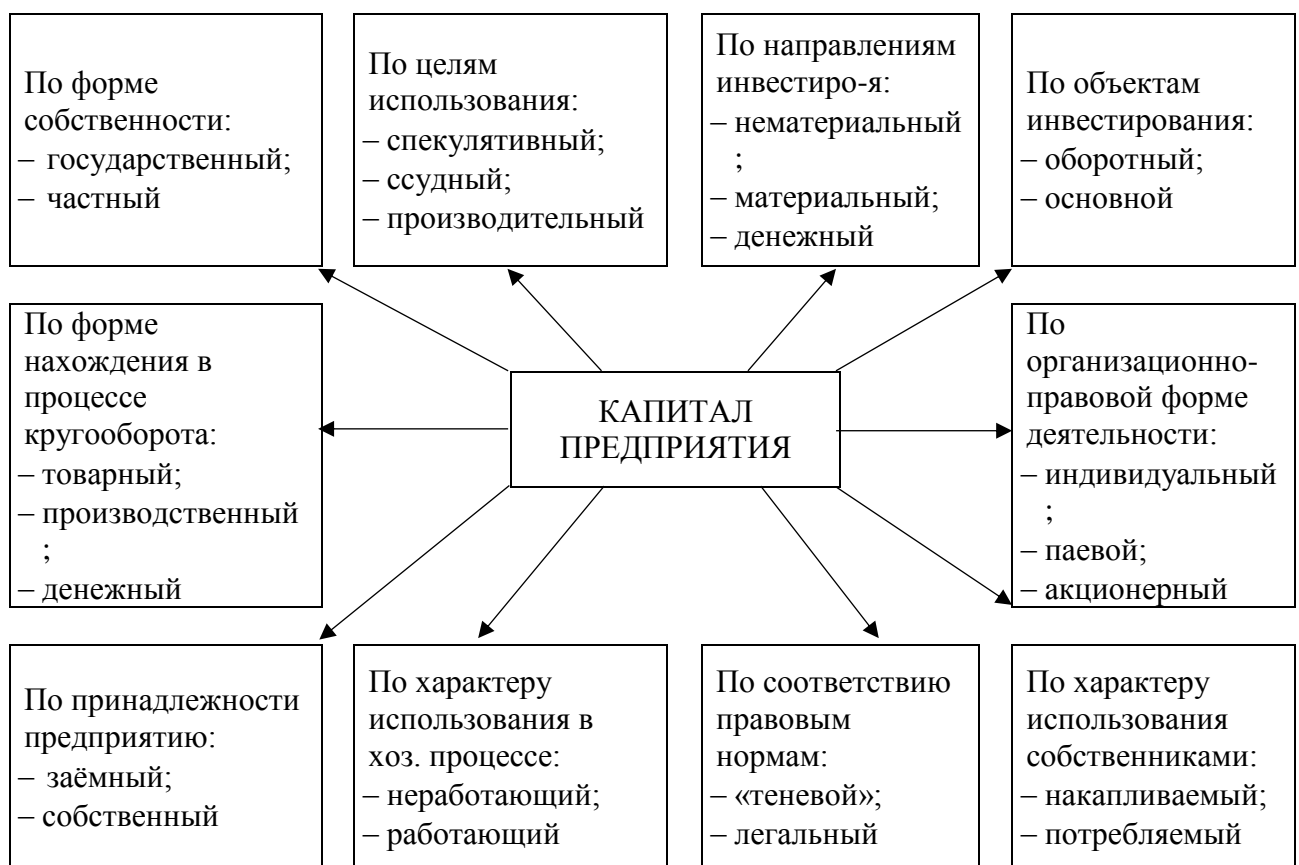 По форме
собственности:
– государственный;
– частный
По целям
использования:
– спекулятивный;
– ссудный;
– производительный
По направлениям
инвестиро-я:
– нематериальный
;
– материальный;
– денежный
По объектам
инвестирования:
– оборотный;
– основной
По форме
нахождения в
процессе
кругооборота:
– товарный;
– производственный
;
– денежный
КАПИТАЛ
ПРЕДПРИЯТИЯ
По
организационно-
правовой форме
деятельности:
– индивидуальный
;
– паевой;
– акционерный
По принадлежности
предприятию:
– заёмный;
– собственный
По характеру
использования в
хоз. процессе:
– неработающий;
– работающий
По соответствию
правовым
нормам:
– «теневой»;
– легальный
По характеру
использования
собственниками:
– накапливаемый;
– потребляемый